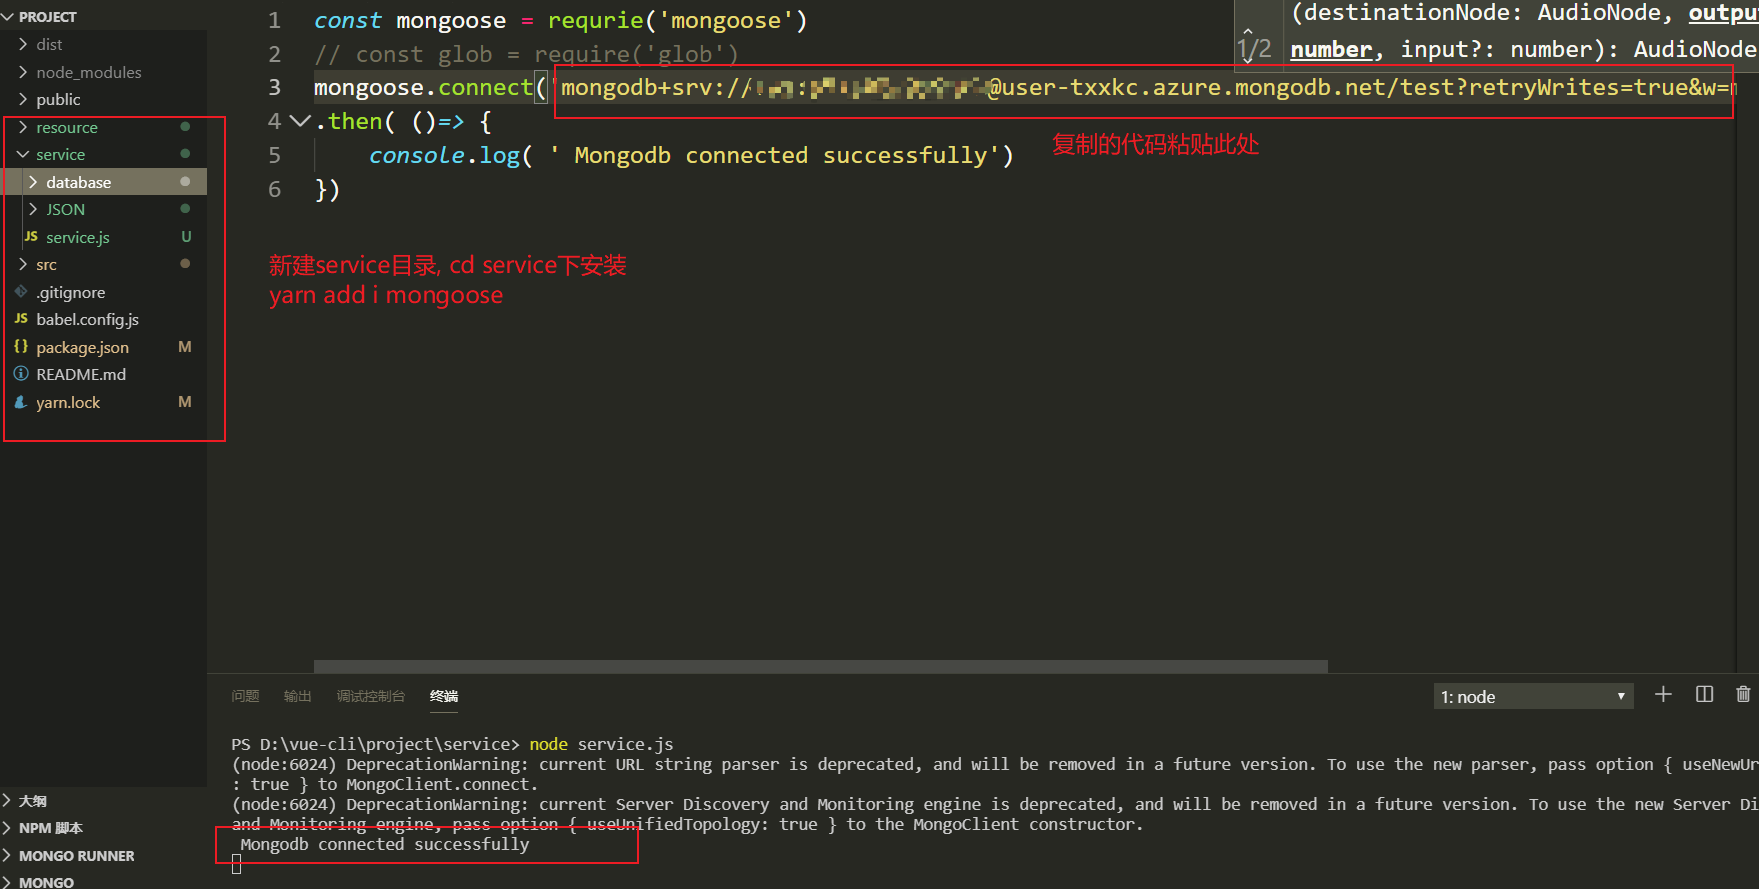 PROJECT
dist
node_modules
public
resource
service
database
JSON
JS service.js U
src
.gitignore
JS babel.config.js
{} package.json M
README.md
yarn.lock M
大纲
NPM 脚本
MONGO RUNNER
MONGO
1 const mongoose = requrie('mongoose')
2 // const glob = require('glob')
3 mongoose.connect('mongodb+srv:// @user-txxkc.azure.mongodb.net/test?retryWrites=true&w=
4 .then( ()=> {
5 console.log( ' Mongodb connected successfully')
6 })
(destinationNode: AudioNode, outpu
1/2 number, input?: number): AudioNode
复制的代码粘贴此处
新建service目录, cd service下安装
yarn add i mongoose
问题 输出 调试控制台 终端
1: node
PS D:\vue-cli\project\service> node service.js
(node:6024) DeprecationWarning: current URL string parser is deprecated, and will be removed in a future version. To use the new parser, pass option { useNewUr
: true } to MongoClient.connect.
(node:6024) DeprecationWarning: current Server Discovery and Monitoring engine is deprecated, and will be removed in a future version. To use the new Server Di
and Monitoring engine, pass option { useUnifiedTopology: true } to the MongoClient constructor.
Mongodb connected successfully